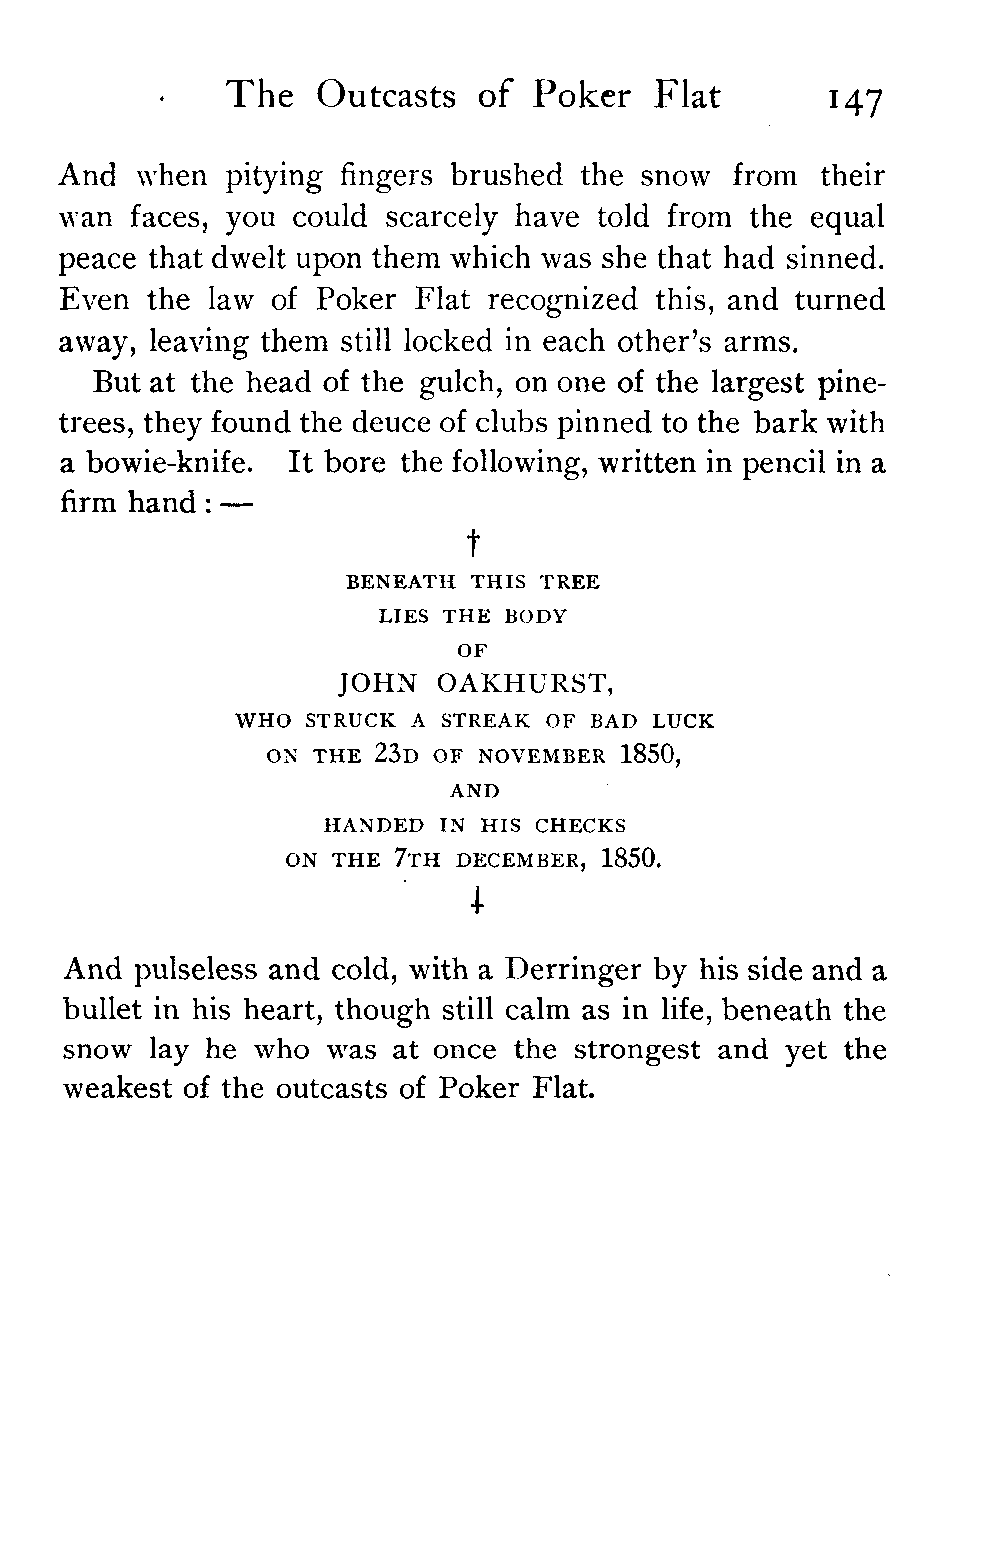 The Outcasts of Poker Flat 147
And when pitying fingers brushed the snow from their
wan faces, you could scarcely have told from the equal
peace that dwelt upon them which was she that had sinned.
Even the law of Poker Flat recognized this, and turned
away, leaving them still locked in each other's arms.
But at the head of the gulch, on one of the largest pine-
trees, they found the deuce of clubs pinned to the bark with
a bowie-knife. It bore the following, written in pencil in a
firm hand : —
†
BENEATH THIS TREE
LIES THE BODY
OF
JOHN OAKHURST,
WHO STRUCK A STREAK OF BAD LUCK
ON THE 23D OF NOVEMBER 1850,
AND
HANDED IN HIS CHECKS
ON THE 7TH DECEMBER, 1850.
⸸
And pulseless and cold, with a Derringer by his side and a
bullet in his heart, though still calm as in life, beneath the
snow lay he who was at once the strongest and yet the
weakest of the outcasts of Poker Flat.